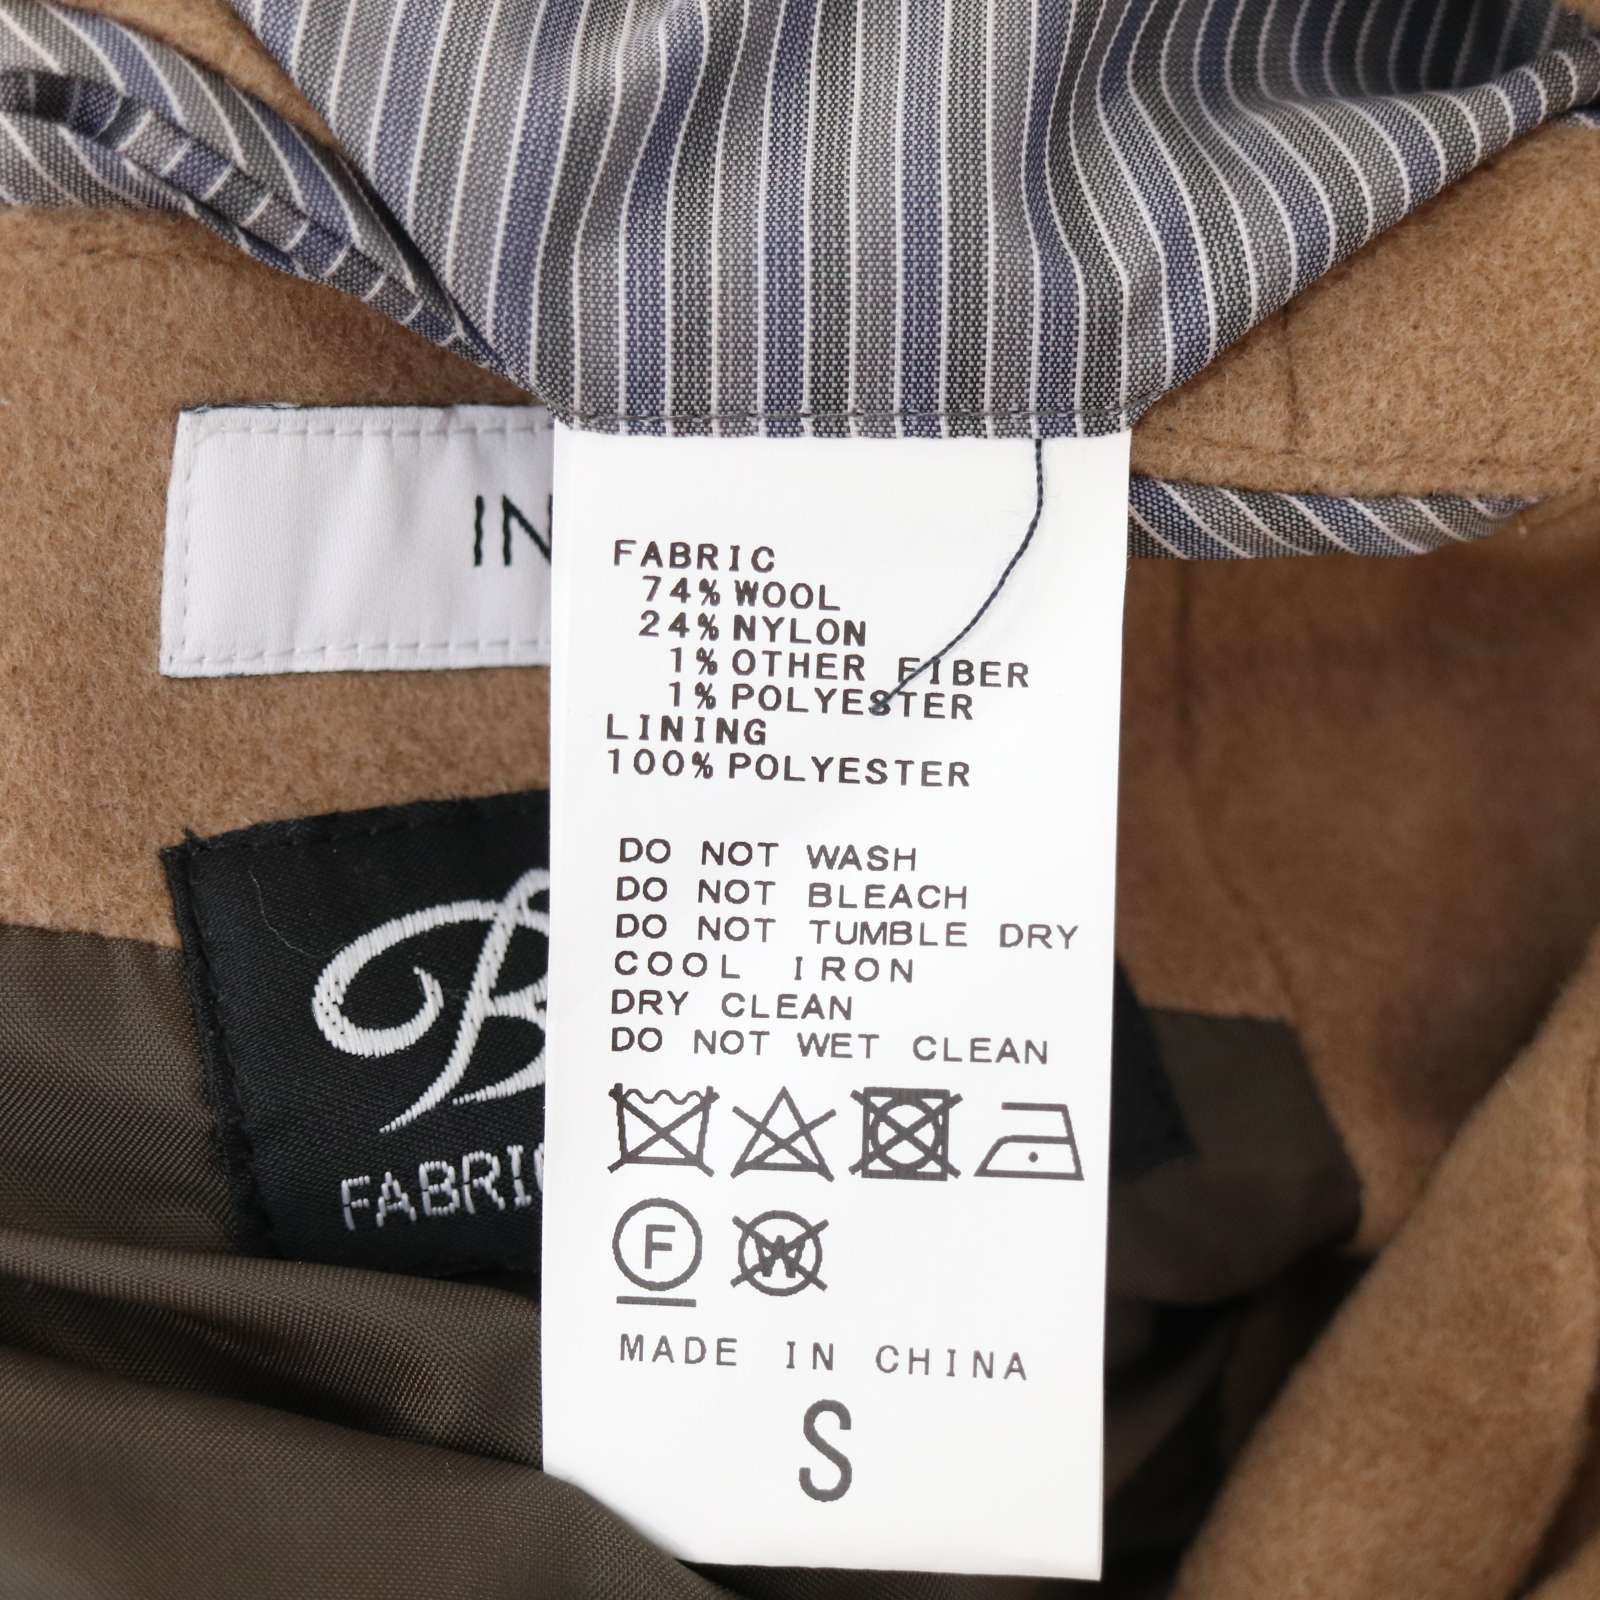 IN
FABRIC
74% WOOL
24% NYLON
1% OTHER FIBER
1% POLYESTER
LINING
100% POLYESTER
DO NOT WASH
DO NOT BLEACH
DO NOT TUMBLE DRY
COOL IRON
DRY CLEAN
DO NOT WET CLEAN
B
FABRIC
F W
MADE IN CHINA
S